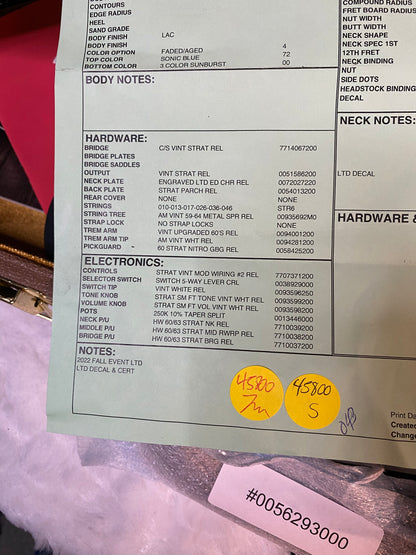 BODY
CONTOURS
EDGE RADIUS
HEEL
SAND GRADE
BODY FINISH LAC
BODY FINISH
COLOR OPTION FADED/AGED 4
TOP COLOR SONIC BLUE 72
BOTTOM COLOR 3 COLOR SUNBURST 00
BODY NOTES:
HARDWARE:
BRIDGE C/S VINT STRAT REL 7714067200
BRIDGE PLATES
BRIDGE SADDLES
OUTPUT VINT STRAT REL 0051586200
NECK PLATE ENGRAVED LTD ED CHR REL 0072027220
BACK PLATE STRAT PARCH REL 0054013200
REAR COVER NONE NONE
STRINGS 010-013-017-026-036-046 STR6
STRING TREE AM VINT 59-64 METAL SPR REL 00935692M0
STRAP LOCK NO STRAP LOCKS NONE
TREM ARM VINT UPGRADED 60'S REL 0094001200
TREM ARM TIP AM VINT WHT REL 0094281200
PICKGUARD 60 STRAT NITRO GBG REL 0058425200
ELECTRONICS:
CONTROLS STRAT VINT MOD WIRING #2 REL 7707371200
SELECTOR SWITCH SWITCH 5-WAY LEVER CRL 0038929000
SWITCH TIP VINT WHITE REL 0093596250
TONE KNOB STRAT SM FT TONE VINT WHT REL 0093599200
VOLUME KNOB STRAT SM FT.VOL VINT WHT REL 0093598200
POTS 250K 10% TAPER SPLIT 0013446000
NECK P/U HW 60/63 STRAT NK REL 7710039200
MIDDLE P/U HW 60/63 STRAT MID RWRP REL 7710038200
BRIDGE P/U HW 60/63 STRAT BRG REL 7710037200
NOTES:
2022 FALL EVENT LTD
LTD DECAL & CERT
45800
45800
S
COMPOUND RADIUS
FRET BOARD RADIUS
NUT WIDTH
BUTT WIDTH
NECK SHAPE
NECK SPEC 1ST
12TH FRET
NECK BINDING
NUT
SIDE DOTS
HEADSTOCK BINDING
DECAL
NECK NOTES:
LTD DECAL
HARDWARE &
Print Da
Create
Change
#0056293000